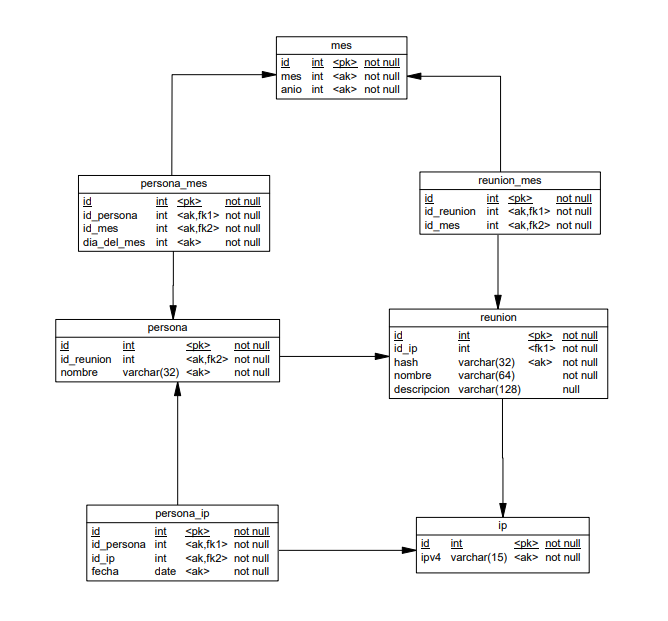 mes
id int <pk> not null
mes int <ak> not null
anio int <ak> not null
persona_mes
id int <pk> not null
id_persona int <ak,fk1> not null
id_mes int <ak,fk2> not null
dia_del_mes int <ak> not null
reunion_mes
id int <pk> not null
id_reunion int <ak,fk1> not null
id_mes int <ak,fk2> not null
persona
id int <pk> not null
id_reunion int <ak,fk2> not null
nombre varchar(32) <ak> not null
reunion
id int <pk> not null
id_ip int <fk1> not null
hash varchar(32) <ak> not null
nombre varchar(64) not null
descripcion varchar(128) null
persona_ip
id int <pk> not null
id_persona int <ak,fk1> not null
id_ip int <ak,fk2> not null
fecha date <ak> not null
ip
id int <pk> not null
ipv4 varchar(15) <ak> not null